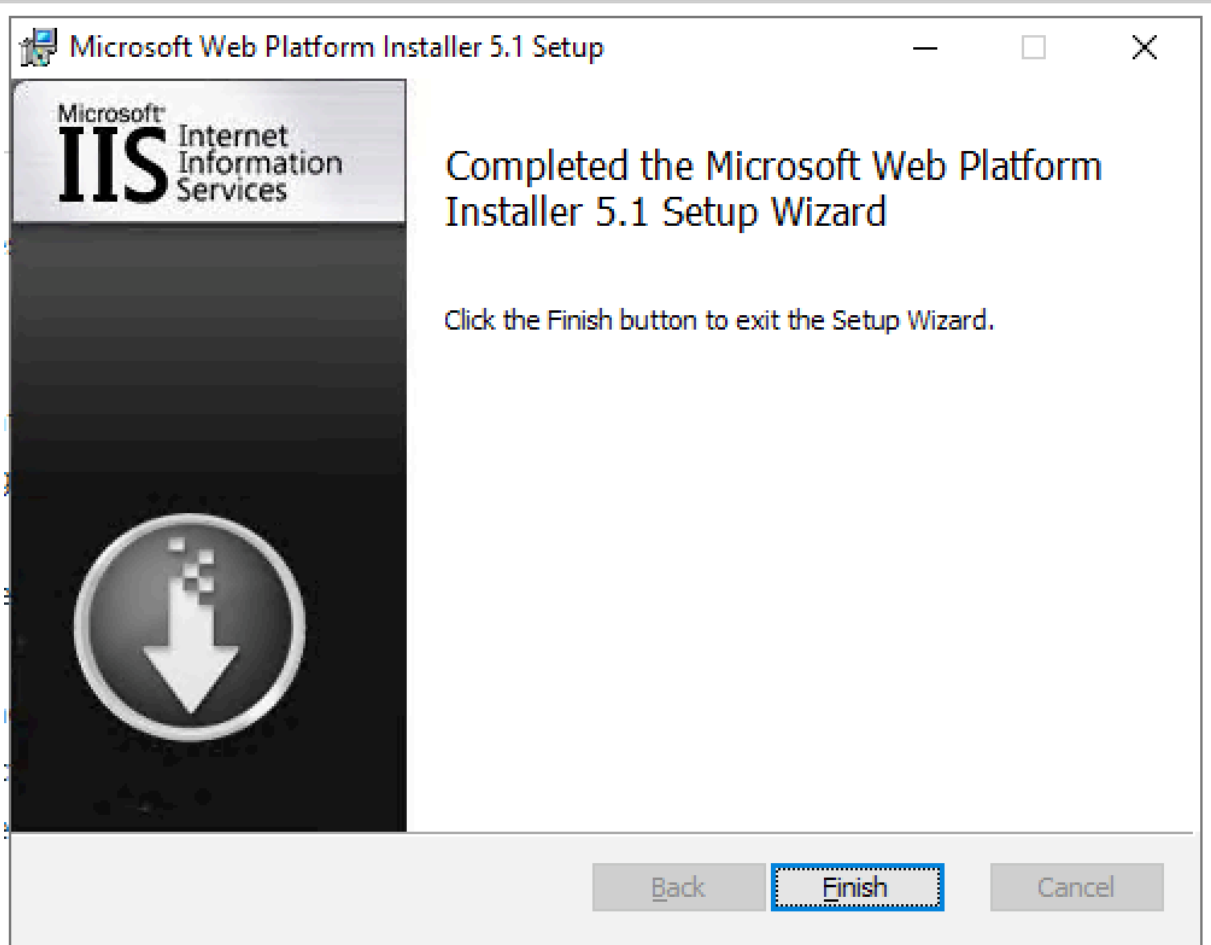 Microsoft Web Platform Installer 5.1 Setup
Microsoft
IIS
Internet
Information
Services
Completed the Microsoft Web Platform
Installer 5.1 Setup Wizard
Click the Finish button to exit the Setup Wizard.
Back
Finish
Cancel